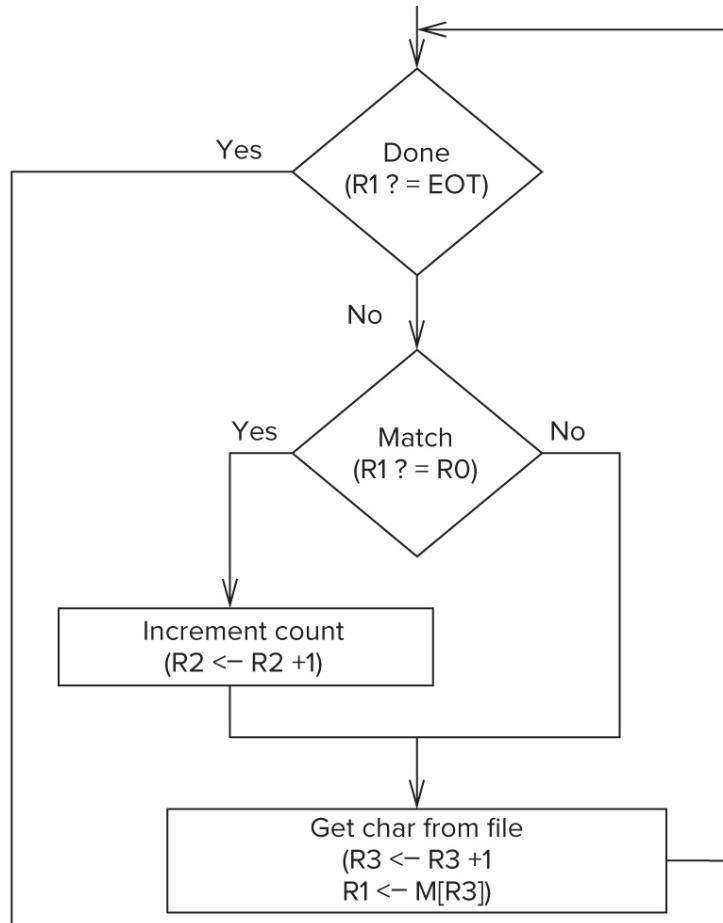 Yes
Done
(R1 ? = EOT)
No
Yes
Match
(R1 ? = R0)
No
Increment count
(R2 <– R2 +1)
Get char from file
(R3 <– R3 +1
R1 <– M[R3])